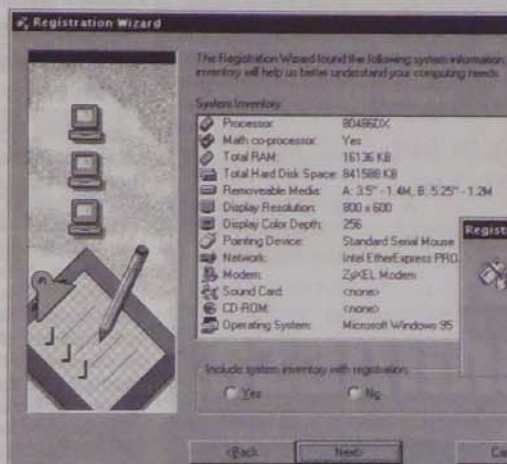 Registration Wizard
The Registration Wizard found the following system information.
inventory will help us better understand your computing needs
System Inventory
Processor: 80486DX
Math co-processor: Yes
Total RAM: 16136 KB
Total Hard Disk Space: 841588 KB
Removeable Media: A: 3.5" - 1.4M, B: 5.25" - 1.2M
Display Resolution: 800 x 600
Display Color Depth: 256
Pointing Device: Standard Serial Mouse
Network: Intel EtherExpress PRO
Modem: ZyXEL Modem
Sound Card: <none>
CD-ROM: <none>
Operating System: Microsoft Windows 95
Registr
Include system inventory with registration:
Yes No
<Back Next> Ca